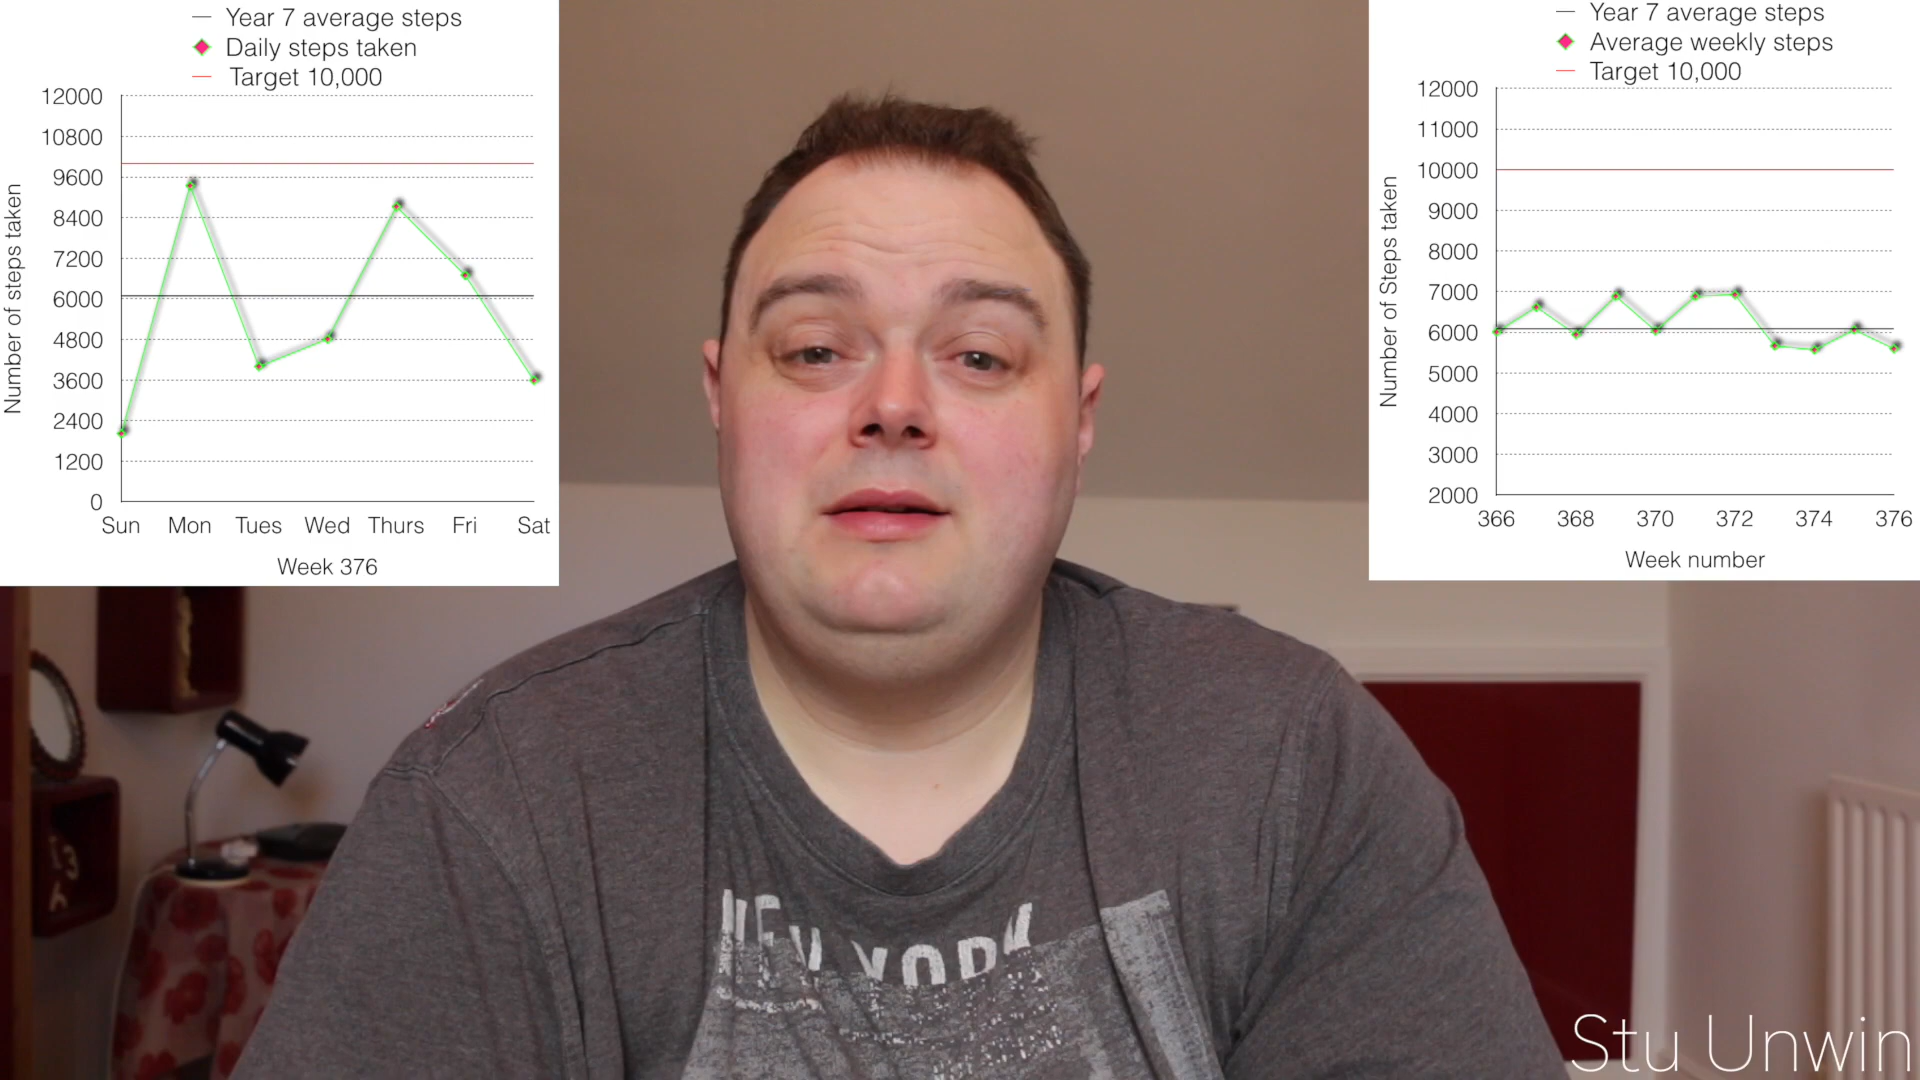 Year 7 average steps
Daily steps taken
Target 10,000
12000
10800
9600
8400
7200
6000
4800
3600
2400
1200
0
Number of steps taken
Sun Mon Tues Wed Thurs Fri Sat
Week 376
Year 7 average steps
Average weekly steps
Target 10,000
12000
11000
10000
9000
8000
7000
6000
5000
4000
3000
2000
Number of Steps taken
366 368 370 372 374 376
Week number
NEW YORK
Stu Unwin